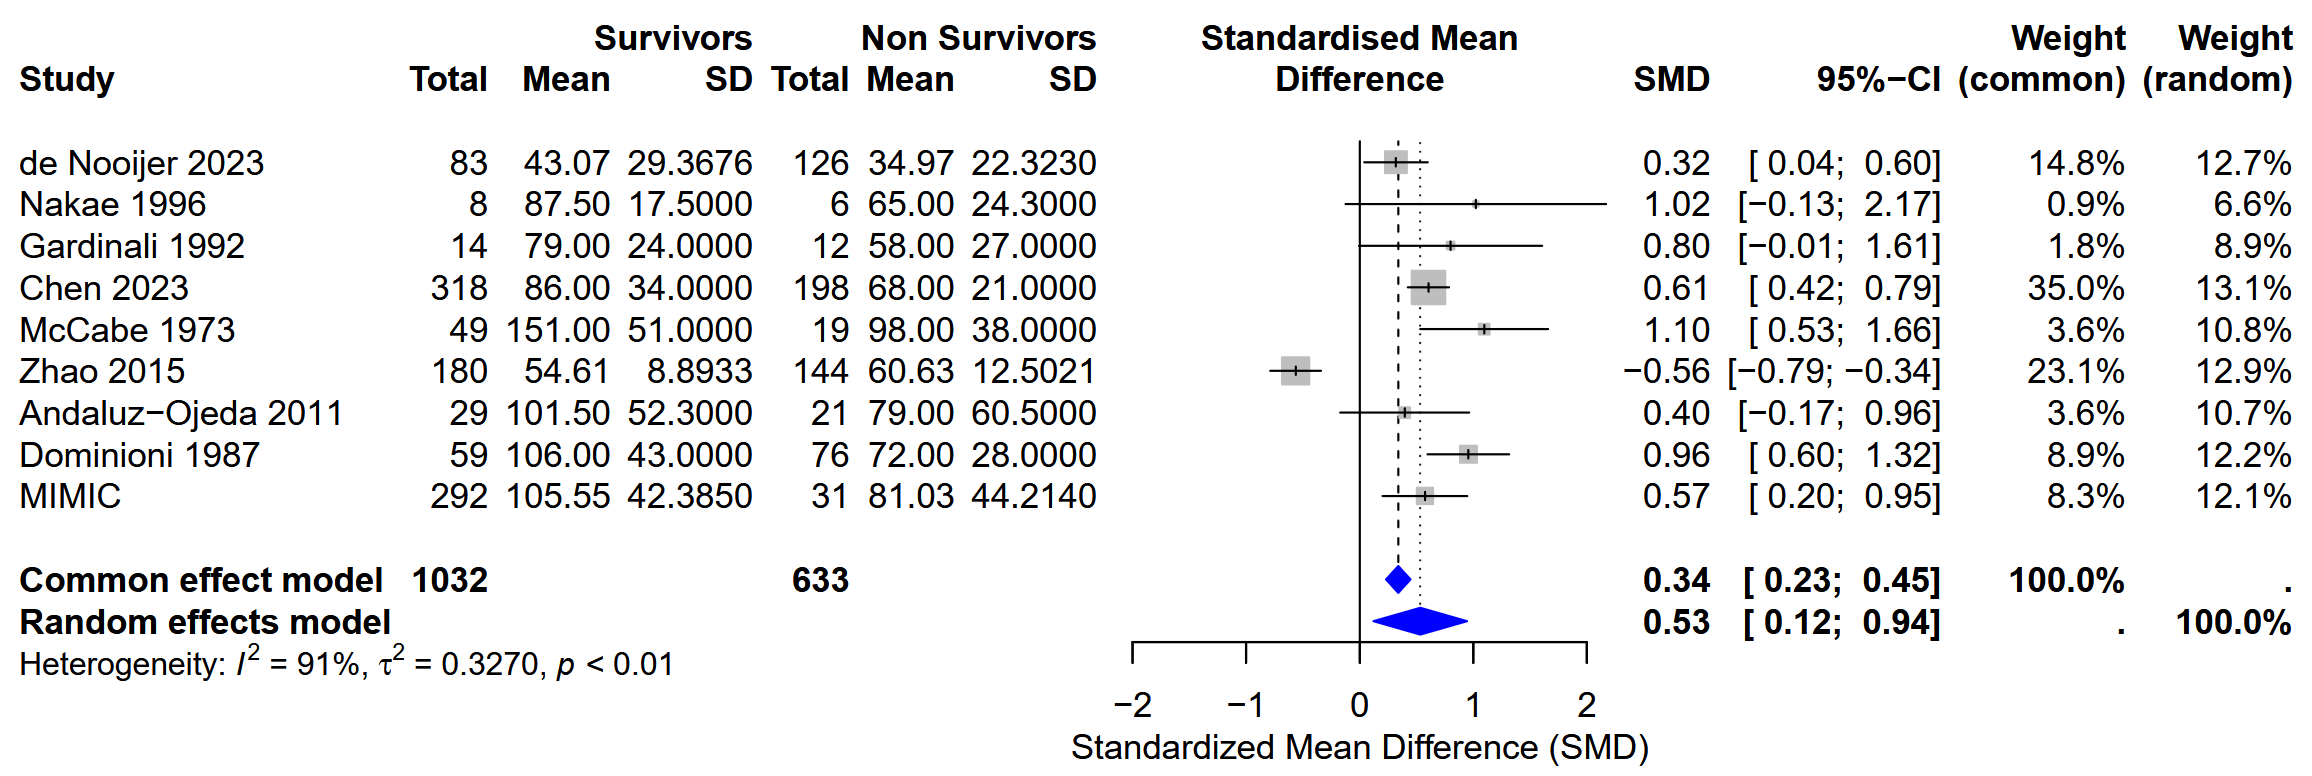 Survivors Non Survivors Standardised Mean Weight Weight
Study Total Mean SD Total Mean SD Difference SMD 95%−CI (common) (random)
de Nooijer 2023 83 43.07 29.3676 126 34.97 22.3230 0.32 [ 0.04; 0.60] 14.8% 12.7%
Nakae 1996 8 87.50 17.5000 6 65.00 24.3000 1.02 [−0.13; 2.17] 0.9% 6.6%
Gardinali 1992 14 79.00 24.0000 12 58.00 27.0000 0.80 [−0.01; 1.61] 1.8% 8.9%
Chen 2023 318 86.00 34.0000 198 68.00 21.0000 0.61 [ 0.42; 0.79] 35.0% 13.1%
McCabe 1973 49 151.00 51.0000 19 98.00 38.0000 1.10 [ 0.53; 1.66] 3.6% 10.8%
Zhao 2015 180 54.61 8.8933 144 60.63 12.5021 −0.56 [−0.79; −0.34] 23.1% 12.9%
Andaluz−Ojeda 2011 29 101.50 52.3000 21 79.00 60.5000 0.40 [−0.17; 0.96] 3.6% 10.7%
Dominioni 1987 59 106.00 43.0000 76 72.00 28.0000 0.96 [ 0.60; 1.32] 8.9% 12.2%
MIMIC 292 105.55 42.3850 31 81.03 44.2140 0.57 [ 0.20; 0.95] 8.3% 12.1%
Common effect model 1032 633 0.34 [ 0.23; 0.45] 100.0% .
Random effects model 0.53 [ 0.12; 0.94] . 100.0%
Heterogeneity: I² = 91%, τ² = 0.3270, p < 0.01
−2 −1 0 1 2
Standardized Mean Difference (SMD)